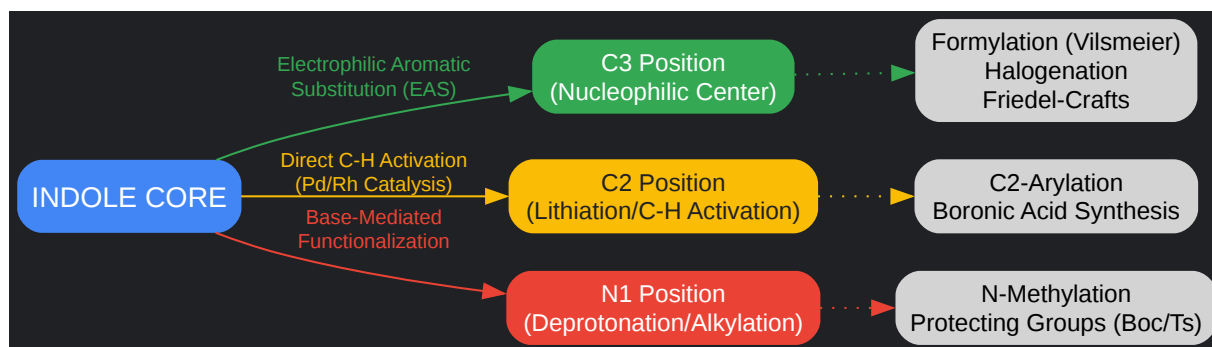 INDOLE CORE
Electrophilic Aromatic
Substitution (EAS)
C3 Position
(Nucleophilic Center)
Formylation (Vilsmeier)
Halogenation
Friedel-Crafts
Direct C-H Activation
(Pd/Rh Catalysis)
C2 Position
(Lithiation/C-H Activation)
C2-Arylation
Boronic Acid Synthesis
Base-Mediated
Functionalization
N1 Position
(Deprotonation/Alkylation)
N-Methylation
Protecting Groups (Boc/Ts)